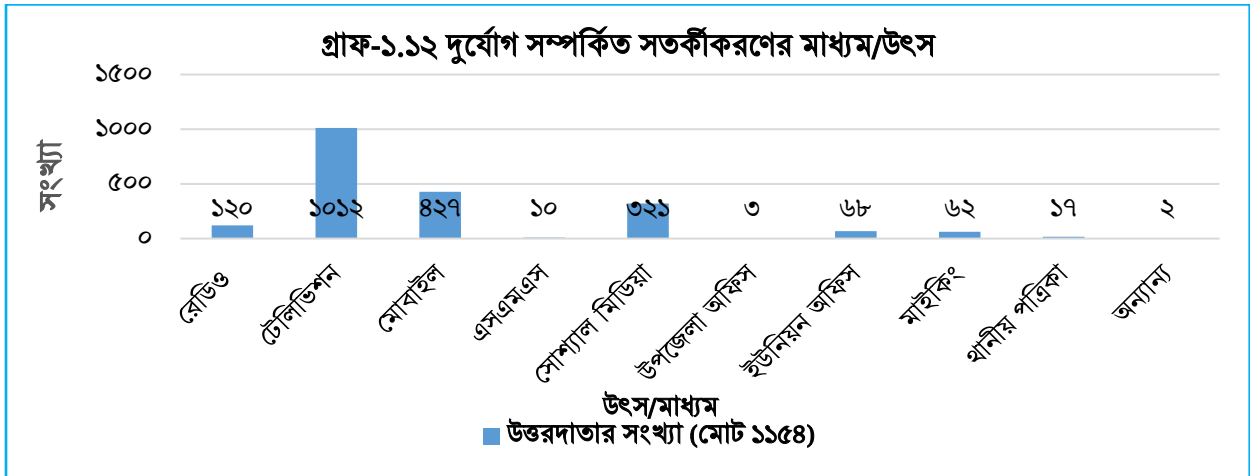 গ্রাফ-১.১২ দুর্যোগ সম্পর্কিত সতর্কীকরণের মাধ্যম/উৎস
সংখ্যা
১৫০০
১০০০
৫০০
০
১২০ ১০১২ ৪২৭ ১০ ৩২১ ৩ ৬৮ ৬২ ১৭ ২
রেডিও টেলিভিশন মোবাইল এসএমএস সোশ্যাল মিডিয়া উপজেলা অফিস ইউনিয়ন অফিস মাইকিং থানীয় পত্রিকা অন্যান্য
উৎস/মাধ্যম
উত্তরদাতার সংখ্যা (মোট ১১৫৪)